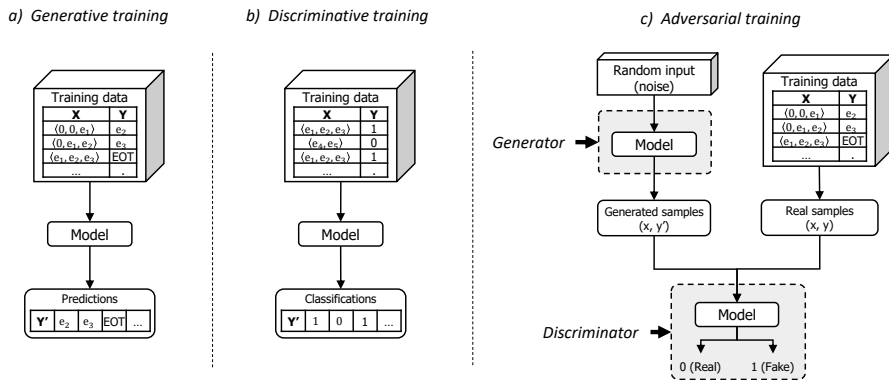 a) Generative training
Training data
X Y
⟨0, 0, e₁⟩ e₂
⟨0, e₁, e₂⟩ e₃
⟨e₁, e₂, e₃⟩ EOT
... .
Model
Predictions
Y' e₂ e₃ EOT ...
b) Discriminative training
Training data
X Y
⟨e₁, e₂, e₃⟩ 1
⟨e₄, e₅⟩ 0
⟨e₁, e₂, e₃⟩ 1
... .
Model
Classifications
Y' 1 0 1 ...
c) Adversarial training
Random input
(noise)
Generator
Model
Generated samples
(x, y')
Training data
X Y
⟨0, 0, e₁⟩ e₂
⟨0, e₁, e₂⟩ e₃
⟨e₁, e₂, e₃⟩ EOT
... .
Real samples
(x, y)
Discriminator
Model
0 (Real) 1 (Fake)